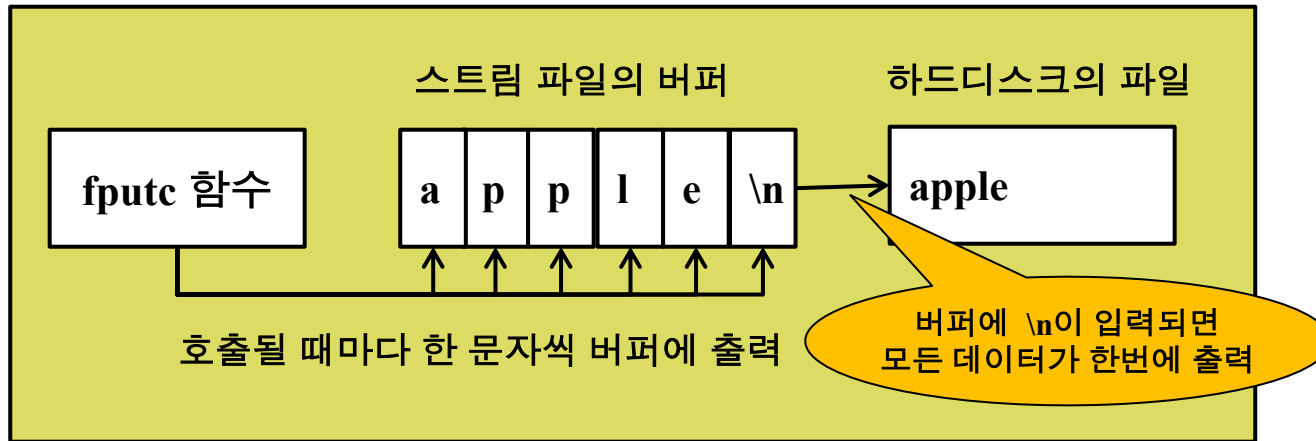 스트림 파일의 버퍼
하드디스크의 파일
fputc 함수
a p p l e \n
apple
호출될 때마다 한 문자씩 버퍼에 출력
버퍼에 \n이 입력되면
모든 데이터가 한번에 출력